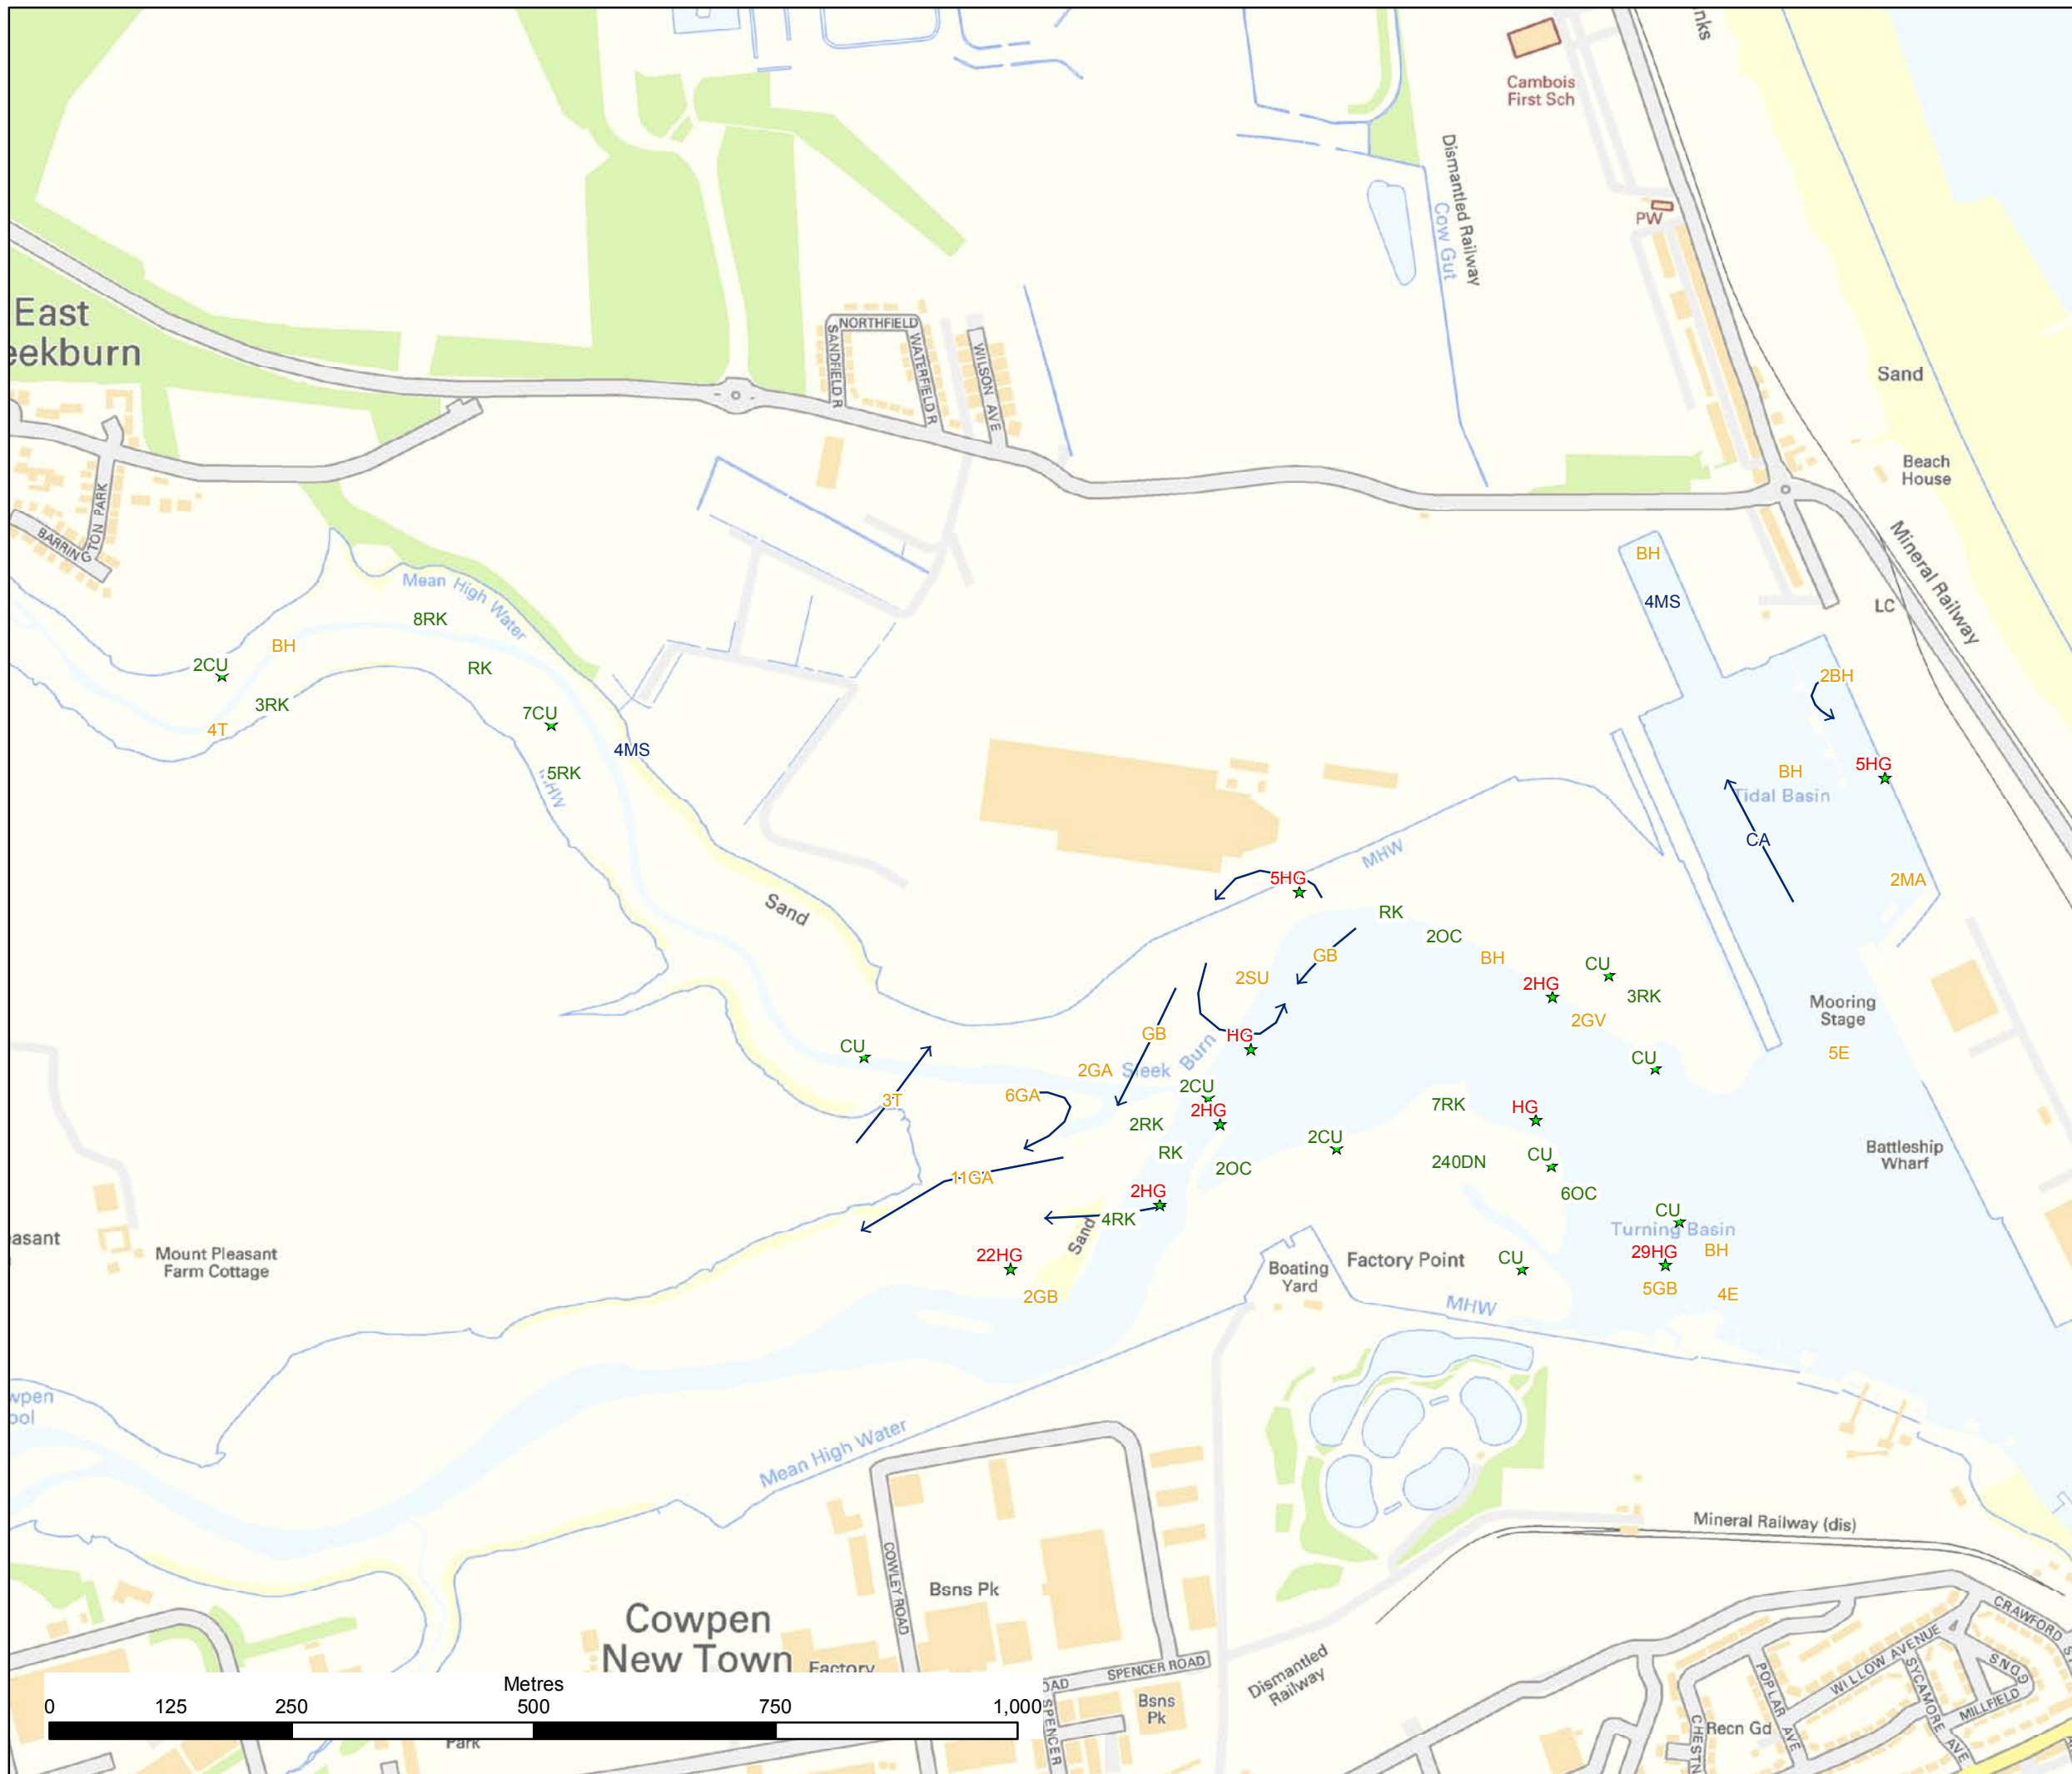 nks
Cambois
First Sch
Dismantled Railway
Cow Gut
PW
East
eekburn
NORTHFIELD
SANDFIELD R
WATERFIELD R
WILSON AVE
Sand
Beach
House
BARRINGTON PARK
Mineral Railway
LC
BH
4MS
Mean High Water
8RK
BH
2CU
RK
3RK
4T
7CU
4MS
5RK
MHW
2BH
5HG
BH
Tidal Basin
CA
2MA
MHW
5HG
Sand
RK
2OC
GB
BH
2SU
CU
2HG
3RK
2GV
Mooring
Stage
5E
HG
GB
CU
CU
2GA
Sleek Burn
2CU
6GA
3T
2HG
7RK
HG
2RK
2CU
RK
2OC
240DN
CU
Battleship
Wharf
11GA
2HG
6OC
4RK
CU
Turning Basin
Sand
asant
Mount Pleasant
Farm Cottage
22HG
Boating
Yard
Factory Point
CU
29HG
BH
5GB
4E
2GB
MHW
wpen
ool
Mean High Water
Mineral Railway (dis)
COWLEY ROAD
Bsns Pk
Cowpen
New Town
Factory
SPENCER ROAD
OAD
SPENCER
Dismantled
Railway
Bsns
Pk
CRAWFORD S
WILLOW AVENUE
GDNS
MILLFIELD
SYCAMORE AVE
POPLAR AVE
CHESTN
Recn Gd
Metres
0 125 250 500 750 1,000
Park